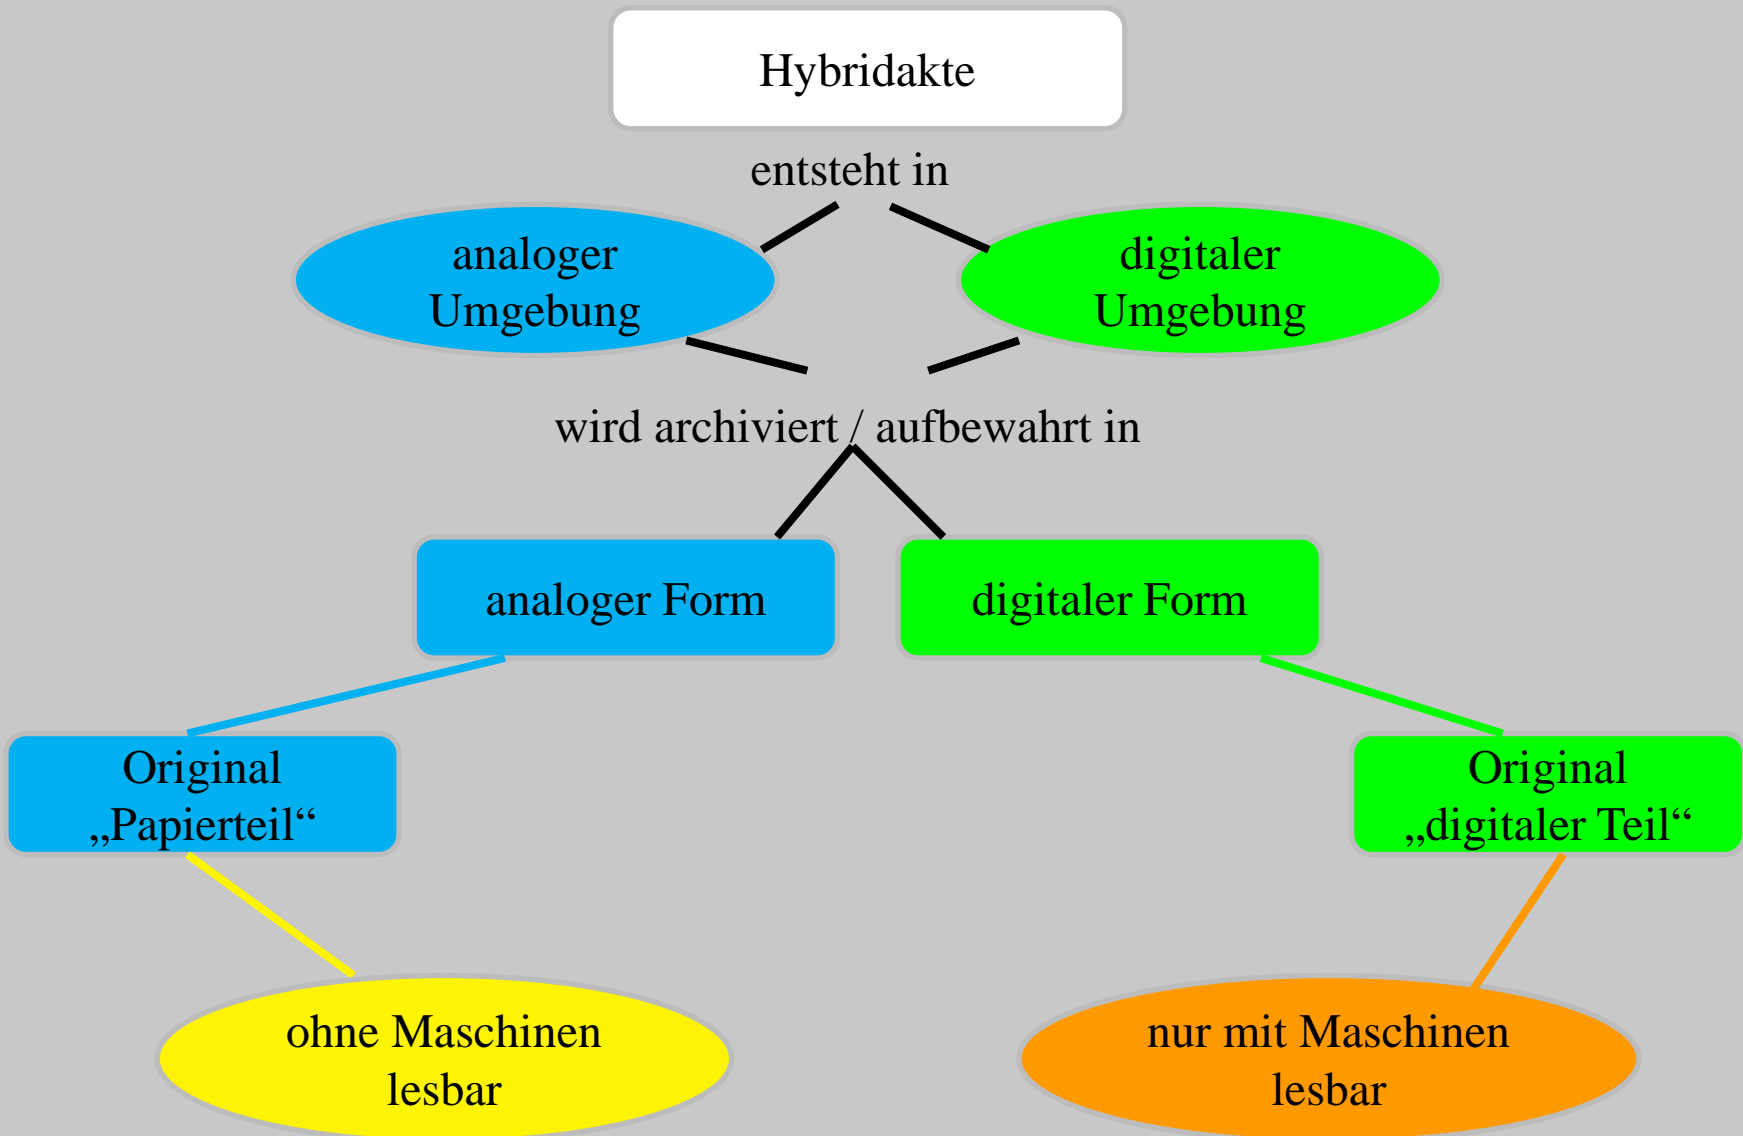 Hybridakte
entsteht in
analoger
Umgebung
digitaler
Umgebung
wird archiviert / aufbewahrt in
analoger Form
digitaler Form
Original
„Papierteil“
Original
„digitaler Teil“
ohne Maschinen
lesbar
nur mit Maschinen
lesbar